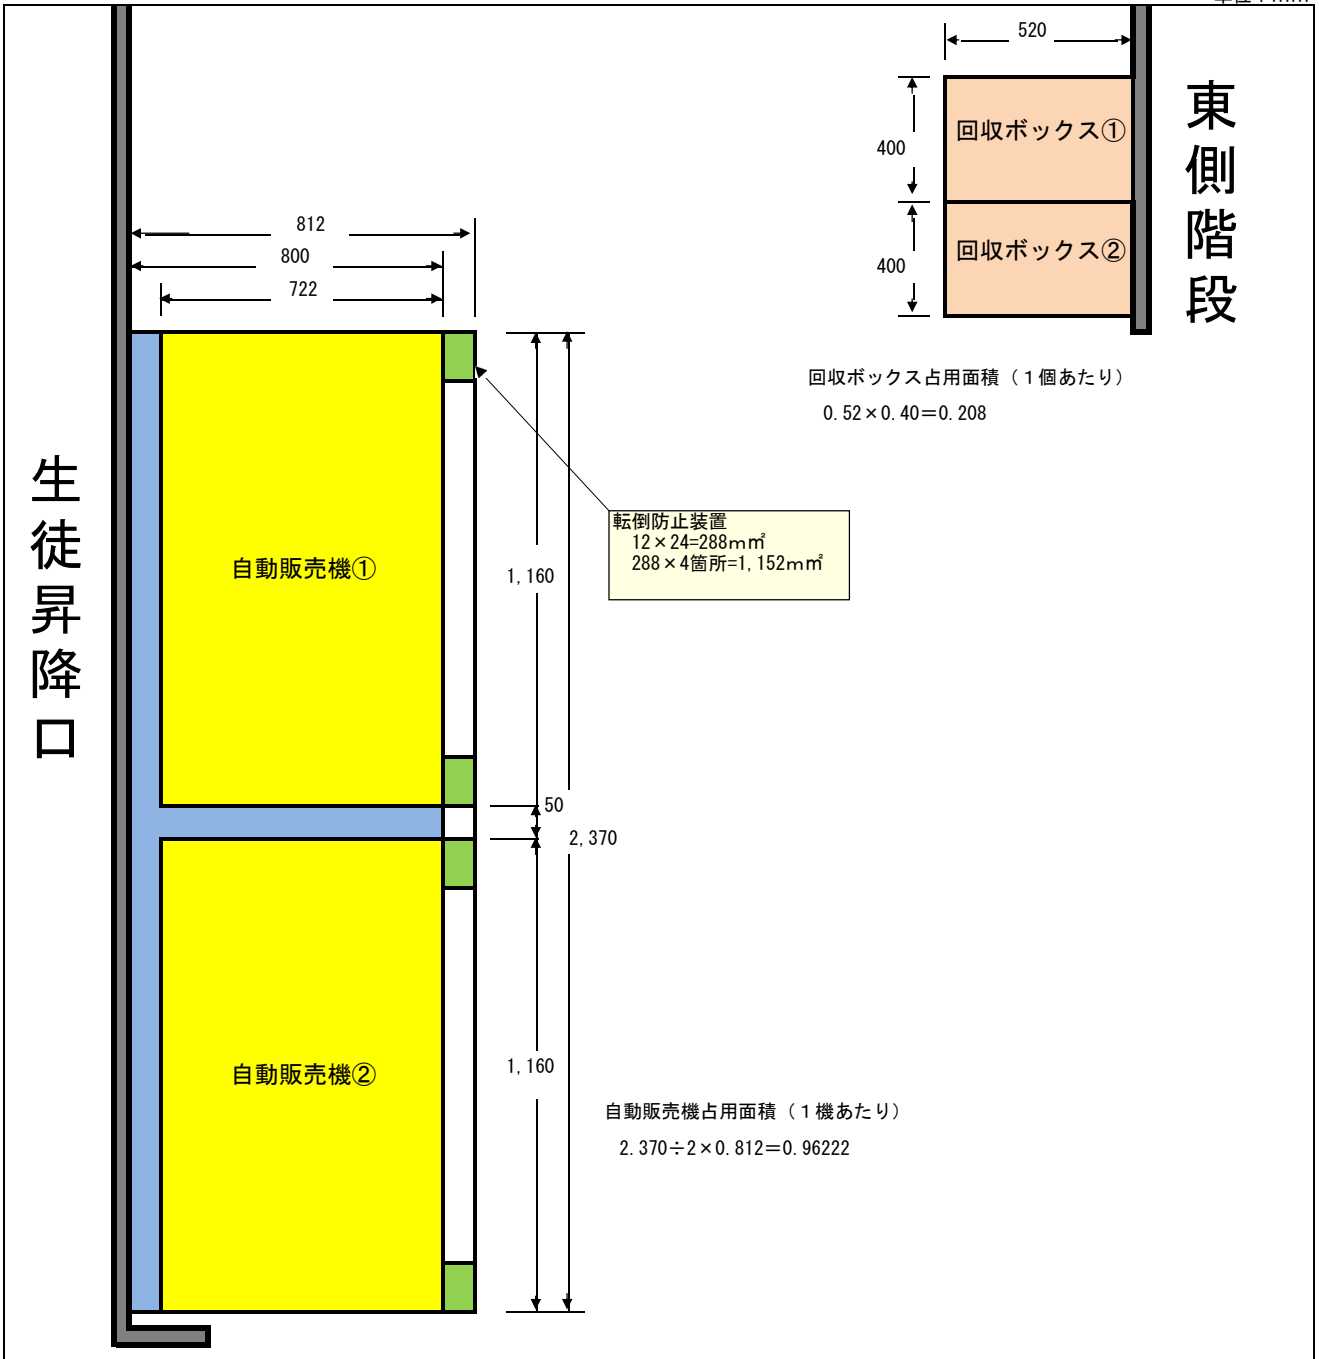 520
東側階段
回収ボックス①
400
回収ボックス②
400
812
800
722
回収ボックス占用面積（１個あたり）
0.52×0.40＝0.208
生徒昇降口
転倒防止装置
12×24=288ｍ㎡
288×4箇所=1,152ｍ㎡
自動販売機①
1,160
50
2,370
自動販売機②
1,160
自動販売機占用面積（１機あたり）
2.370÷2×0.812＝0.96222